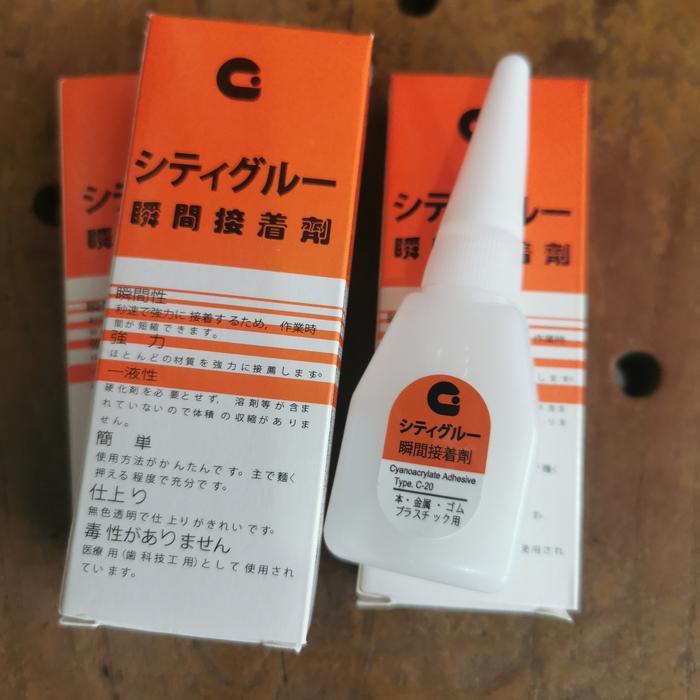 シティグルー
瞬間接着劑
瞬間性
秒速で強力に接着するため, 作業時
間が短縮できます。
強 力
ほとんどの材質を強力に接薦します。
一液性
硬化剤を必要とせず, 溶剤等が含ま
れていないので体積の収縮がありま
せん。
簡 単
使用方法がかんたんです。主で軽く
押える程度で充分です。
仕上り
無色透明で仕上りがきれいです。
毒性がありません
医療用(歯科技工用)として使用され
ています。
シティグルー
瞬間接着劑
Cyanoacrylate Adhesive
Type. C-20
本・金属・ゴム
プラスチック用
シテ
ルー
瞬
着劑
シ
瞬